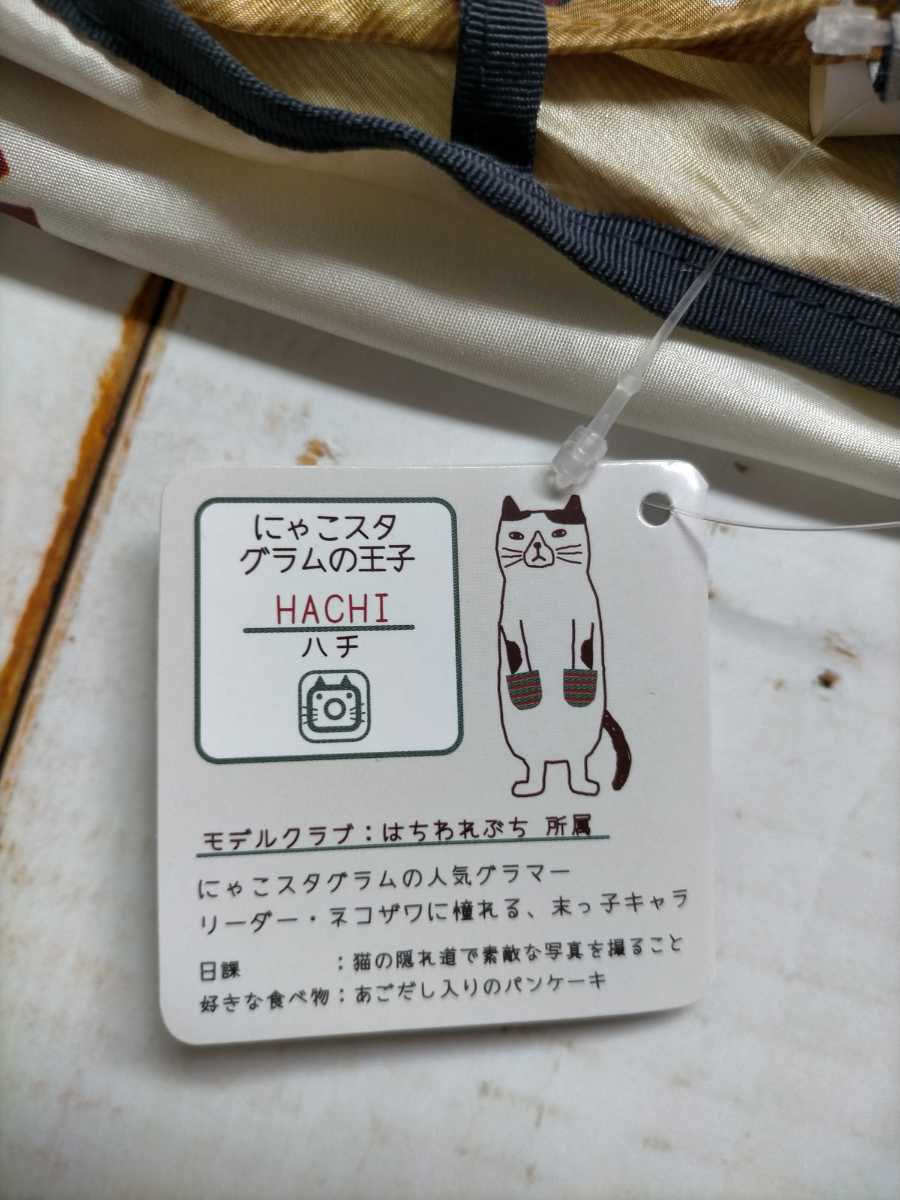 にゃこスタ
グラムの王子
HACHI
ハチ
モデルクラブ：はちわれぶち 所属
にゃこスタグラムの人気グラマー
リーダー・ネコザワに憧れる、末っ子キャラ
日課　　　：猫の隠れ道で素敵な写真を撮ること
好きな食べ物：あごだし入りのパンケーキ